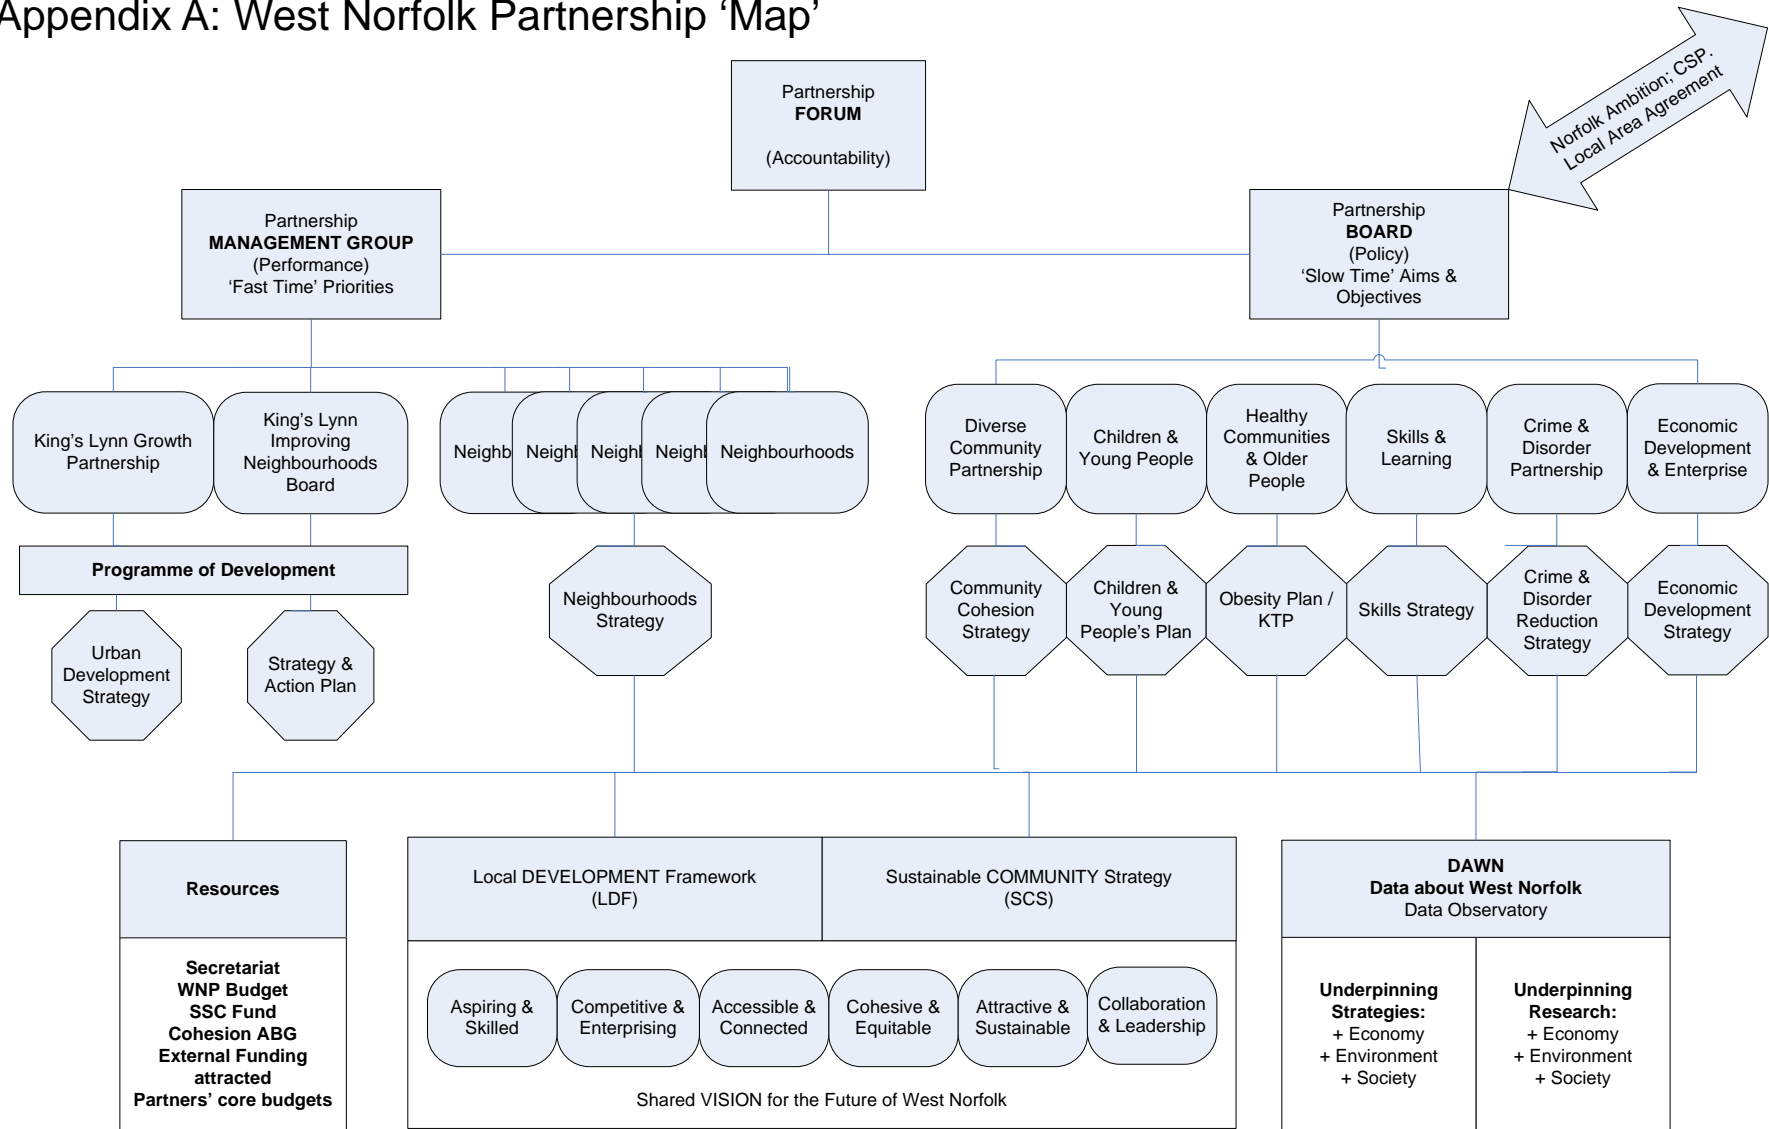 Appendix A: West Norfolk Partnership ‘Map’
Norfolk Ambition; CSP.
Local Area Agreement
Partnership
FORUM
(Accountability)
Partnership
MANAGEMENT GROUP
(Performance)
‘Fast Time’ Priorities
Partnership
BOARD
(Policy)
‘Slow Time’ Aims &
Objectives
King’s Lynn Growth
Partnership
King’s Lynn
Improving
Neighbourhoods
Board
Neighb
Neighb
Neighb
Neighb
Neighbourhoods
Diverse
Community
Partnership
Children &
Young People
Healthy
Communities
& Older
People
Skills &
Learning
Crime &
Disorder
Partnership
Economic
Development
& Enterprise
Programme of Development
Urban
Development
Strategy
Strategy &
Action Plan
Neighbourhoods
Strategy
Community
Cohesion
Strategy
Children &
Young
People’s Plan
Obesity Plan /
KTP
Skills Strategy
Crime &
Disorder
Reduction
Strategy
Economic
Development
Strategy
Resources
Secretariat
WNP Budget
SSC Fund
Cohesion ABG
External Funding
attracted
Partners’ core budgets
Local DEVELOPMENT Framework
(LDF)
Sustainable COMMUNITY Strategy
(SCS)
Aspiring &
Skilled
Competitive &
Enterprising
Accessible &
Connected
Cohesive &
Equitable
Attractive &
Sustainable
Collaboration
& Leadership
Shared VISION for the Future of West Norfolk
DAWN
Data about West Norfolk
Data Observatory
Underpinning
Strategies:
+ Economy
+ Environment
+ Society
Underpinning
Research:
+ Economy
+ Environment
+ Society